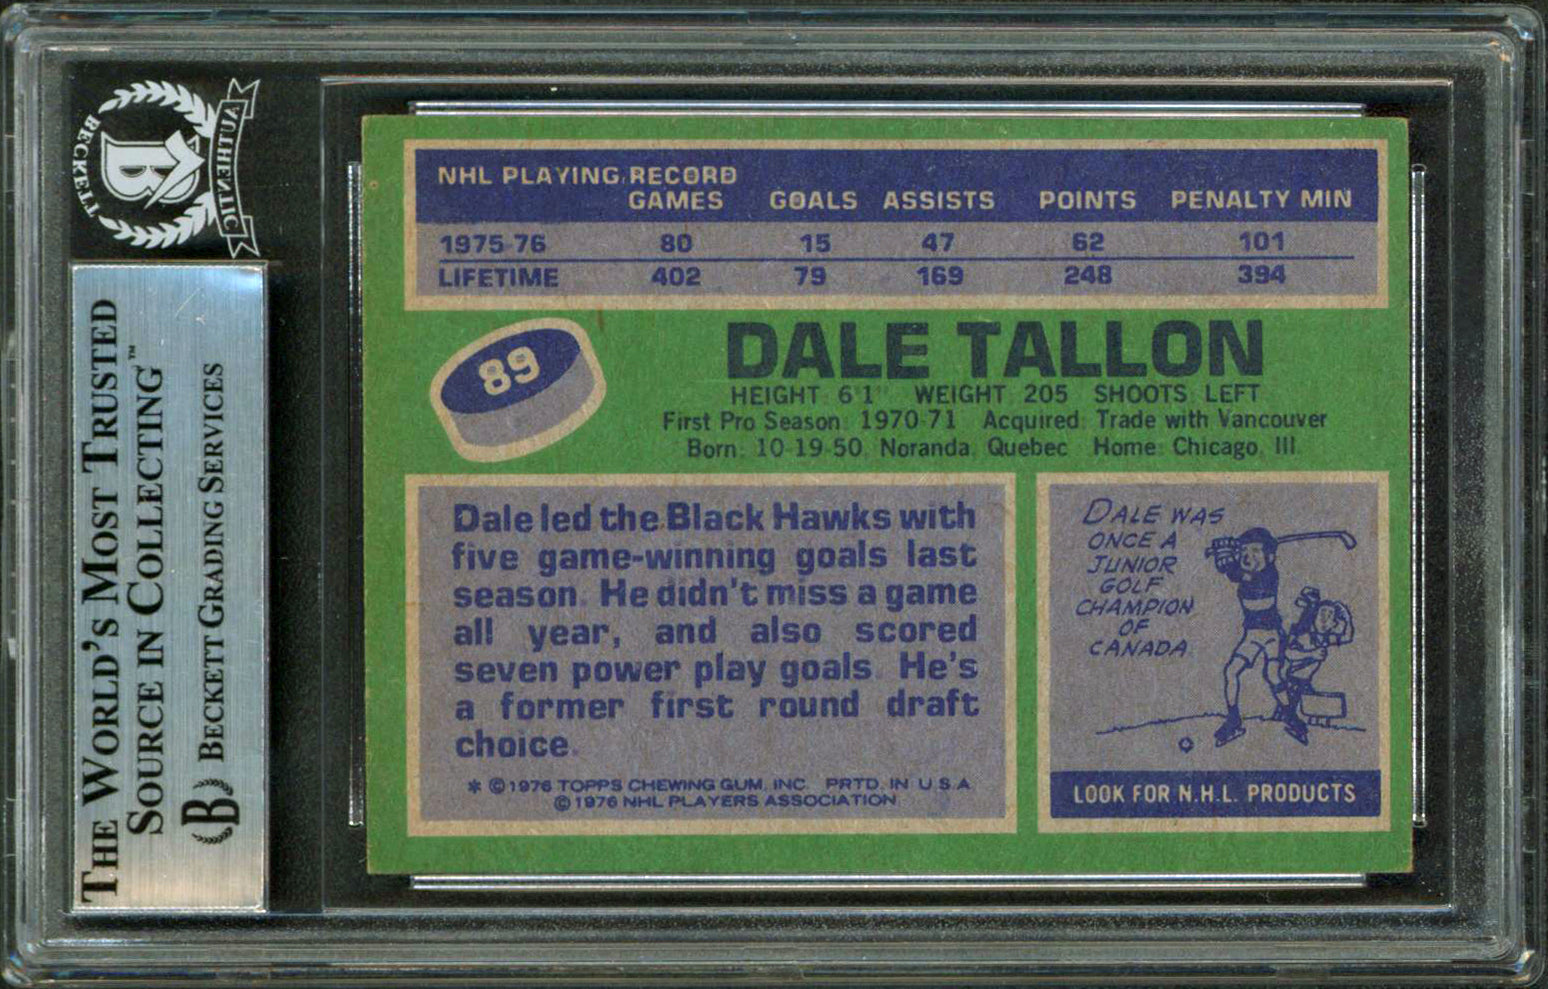 BECKETT
AUTHENTIC
B
THE WORLD'S MOST TRUSTED
SOURCE IN COLLECTING™
B BECKETT GRADING SERVICES
NHL PLAYING RECORD
GAMES GOALS ASSISTS POINTS PENALTY MIN
1975-76 80 15 47 62 101
LIFETIME 402 79 169 248 394
89
DALE TALLON
HEIGHT 6'1" WEIGHT 205 SHOOTS LEFT
First Pro Season: 1970-71 Acquired: Trade with Vancouver
Born: 10-19-50 Noranda, Quebec Home: Chicago, Ill.
Dale led the Black Hawks with
five game-winning goals last
season. He didn't miss a game
all year, and also scored
seven power play goals. He's
a former first round draft
choice.
* ©1976 TOPPS CHEWING GUM, INC. PRTD. IN U.S.A.
©1976 NHL PLAYERS ASSOCIATION
DALE WAS
ONCE A
JUNIOR
GOLF
CHAMPION
OF
CANADA.
LOOK FOR N.H.L. PRODUCTS